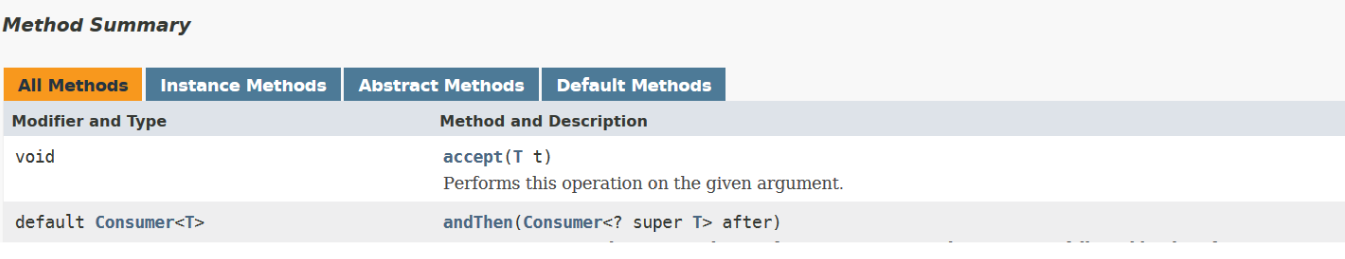 Method Summary
All Methods Instance Methods Abstract Methods Default Methods
Modifier and Type Method and Description
void accept(T t)
Performs this operation on the given argument.
default Consumer<T> andThen(Consumer<? super T> after)